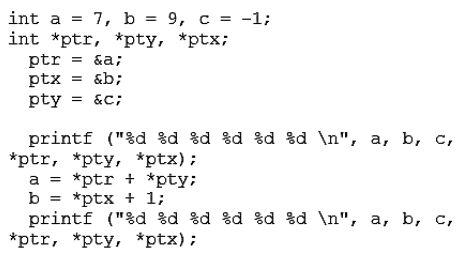 int a = 7, b = 9, c = -1;
int *ptr, *pty, *ptx;
ptr = &a;
ptx = &b;
pty = &c;
printf ("%d %d %d %d %d %d \n", a, b, c,
*ptr, *pty, *ptx);
a = *ptr + *pty;
b = *ptx + 1;
printf ("%d %d %d %d %d %d \n", a, b, c,
*ptr, *pty, *ptx);